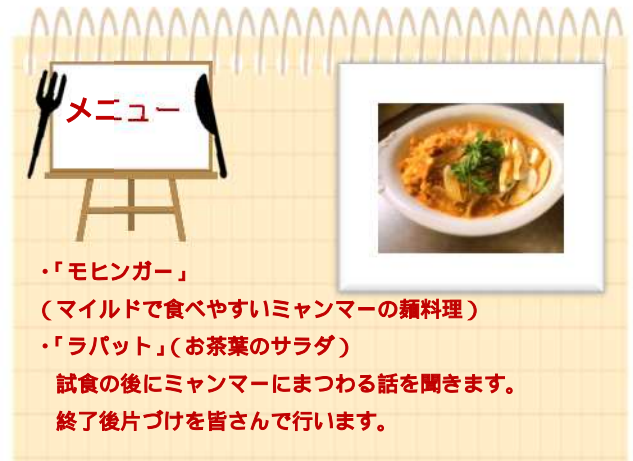 メニュー
・「モヒンガー」
(マイルドで食べやすいミャンマーの麺料理)
・「ラパット」(お茶葉のサラダ)
試食の後にミャンマーにまつわる話を聞きます。
終了後片づけを皆さんで行います。